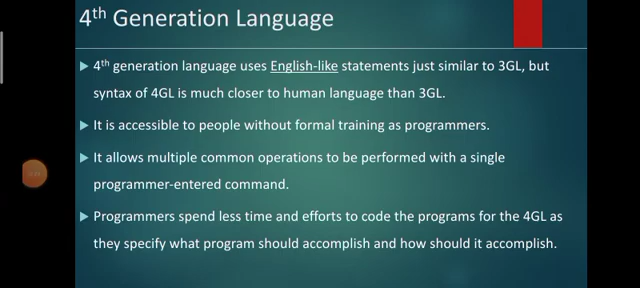 4th Generation Language
4th generation language uses English-like statements just similar to 3GL, but
syntax of 4GL is much closer to human language than 3GL.
It is accessible to people without formal training as programmers.
It allows multiple common operations to be performed with a single
programmer-entered command.
Programmers spend less time and efforts to code the programs for the 4GL as
they specify what program should accomplish and how should it accomplish.